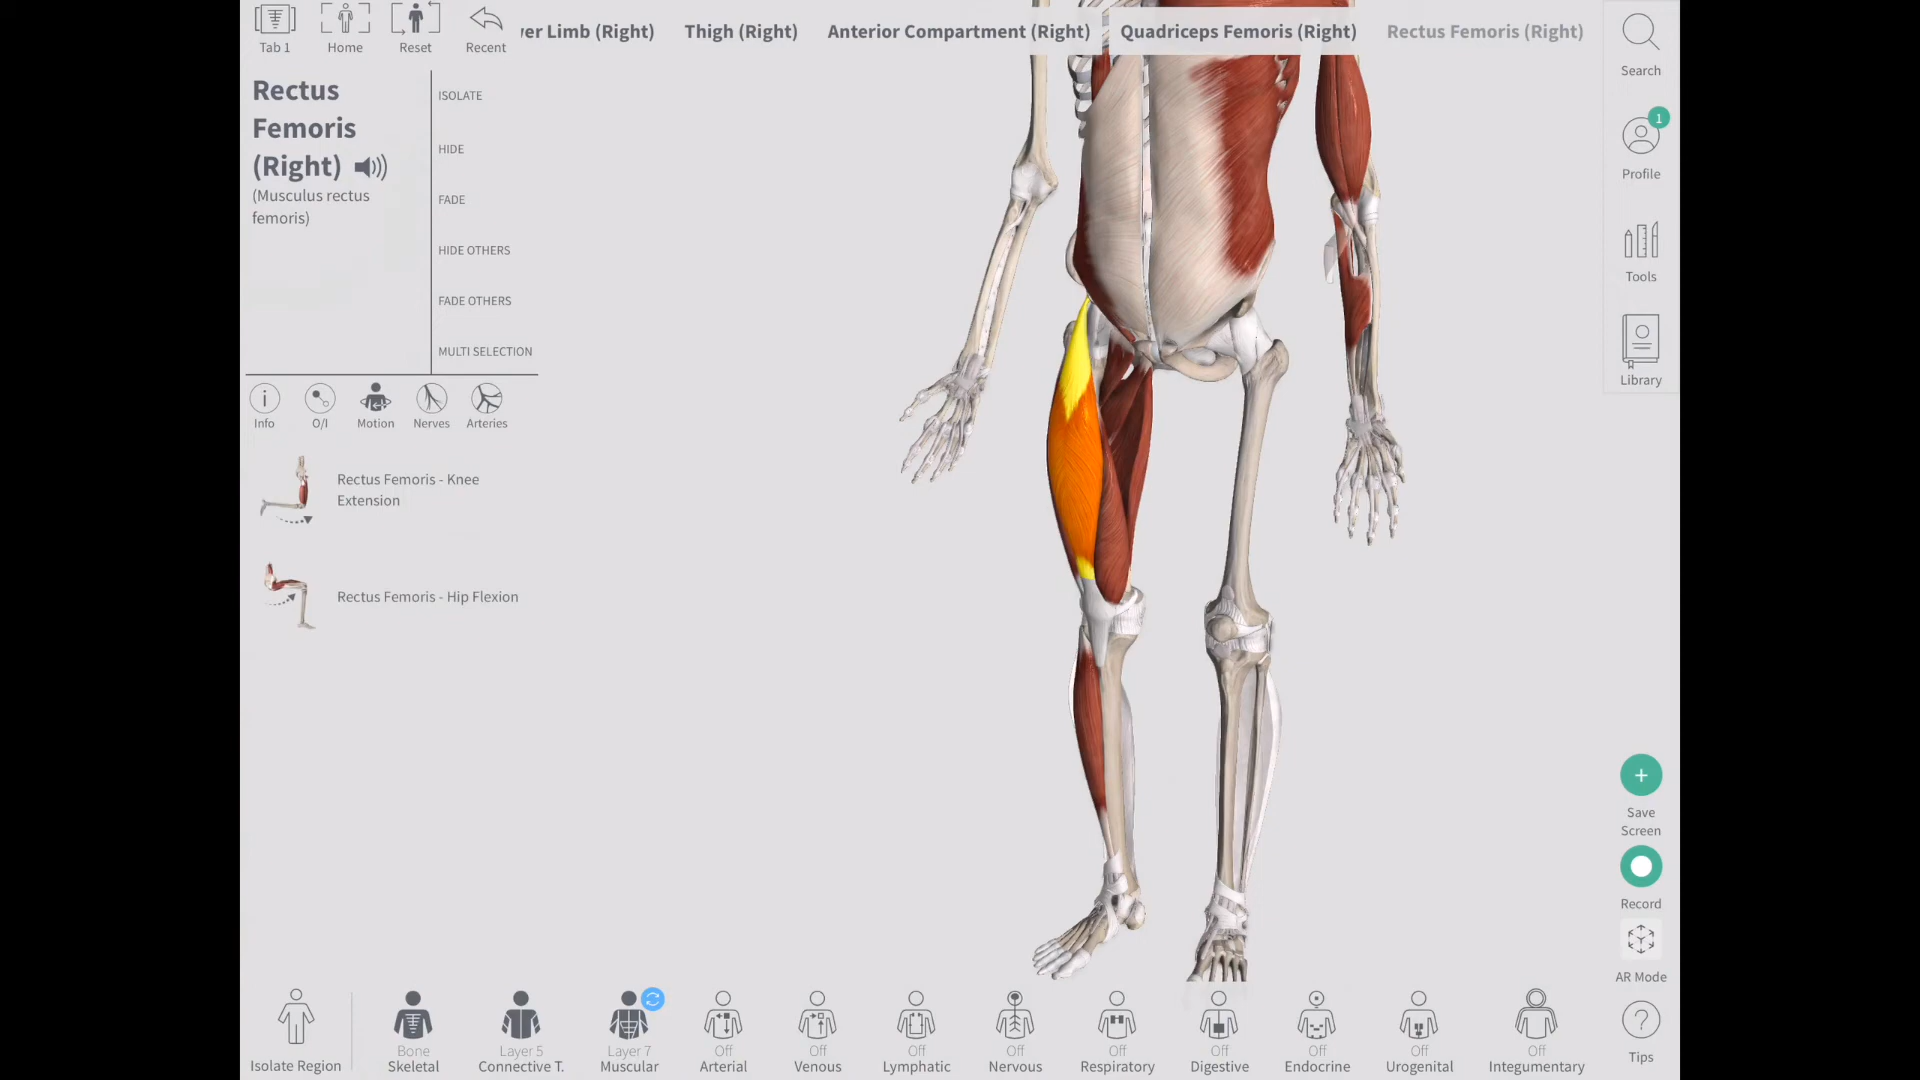 Tab 1
Home
Reset
Recent
ver Limb (Right)
Thigh (Right)
Anterior Compartment (Right)
Quadriceps Femoris (Right)
Rectus Femoris (Right)
Rectus
Femoris
(Right)
(Musculus rectus
femoris)
ISOLATE
HIDE
FADE
HIDE OTHERS
FADE OTHERS
MULTI SELECTION
Info
O/I
Motion
Nerves
Arteries
Rectus Femoris - Knee
Extension
Rectus Femoris - Hip Flexion
Search
1
Profile
Tools
Library
Save
Screen
Record
AR Mode
Tips
Isolate Region
Bone
Skeletal
Layer 5
Connective T.
Layer 7
Muscular
Off
Arterial
Off
Venous
Off
Lymphatic
Off
Nervous
Off
Respiratory
Off
Digestive
Off
Endocrine
Off
Urogenital
Off
Integumentary